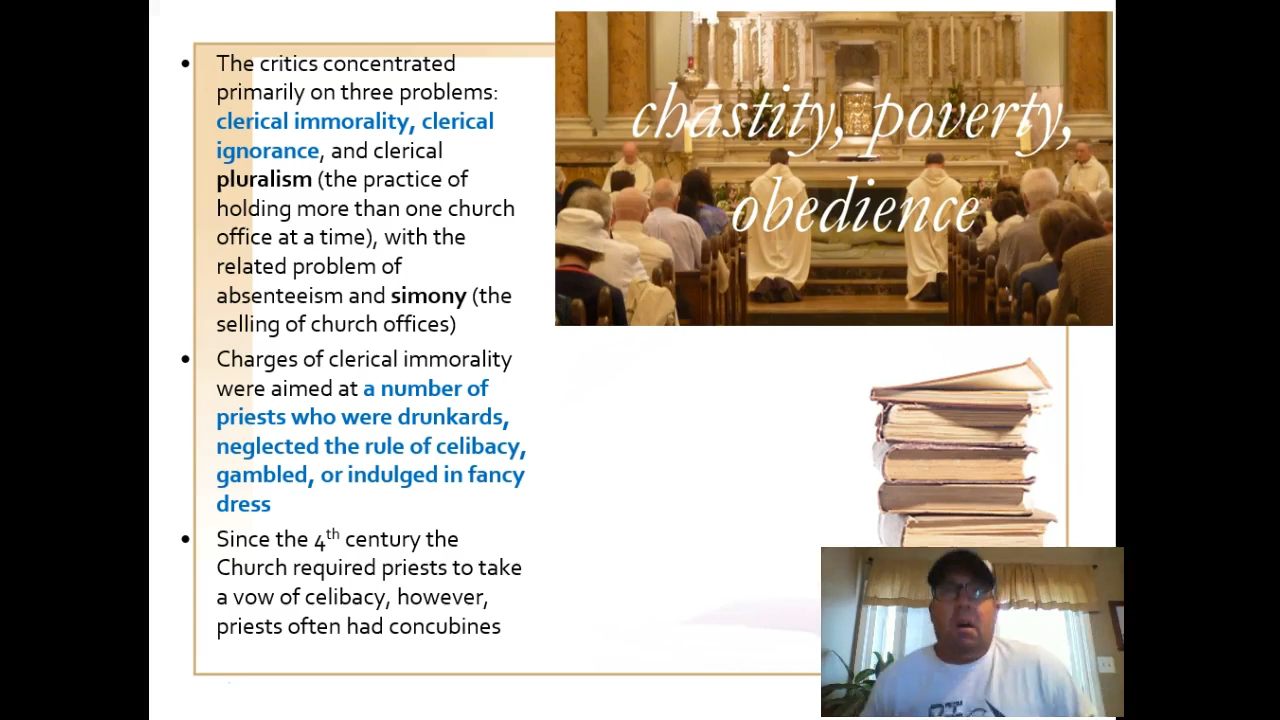 The critics concentrated
primarily on three problems:
clerical immorality, clerical
ignorance, and clerical
pluralism (the practice of
holding more than one church
office at a time), with the
related problem of
absenteeism and simony (the
selling of church offices)
Charges of clerical immorality
were aimed at a number of
priests who were drunkards,
neglected the rule of celibacy,
gambled, or indulged in fancy
dress
Since the 4th century the
Church required priests to take
a vow of celibacy, however,
priests often had concubines
chastity, poverty,
obedience